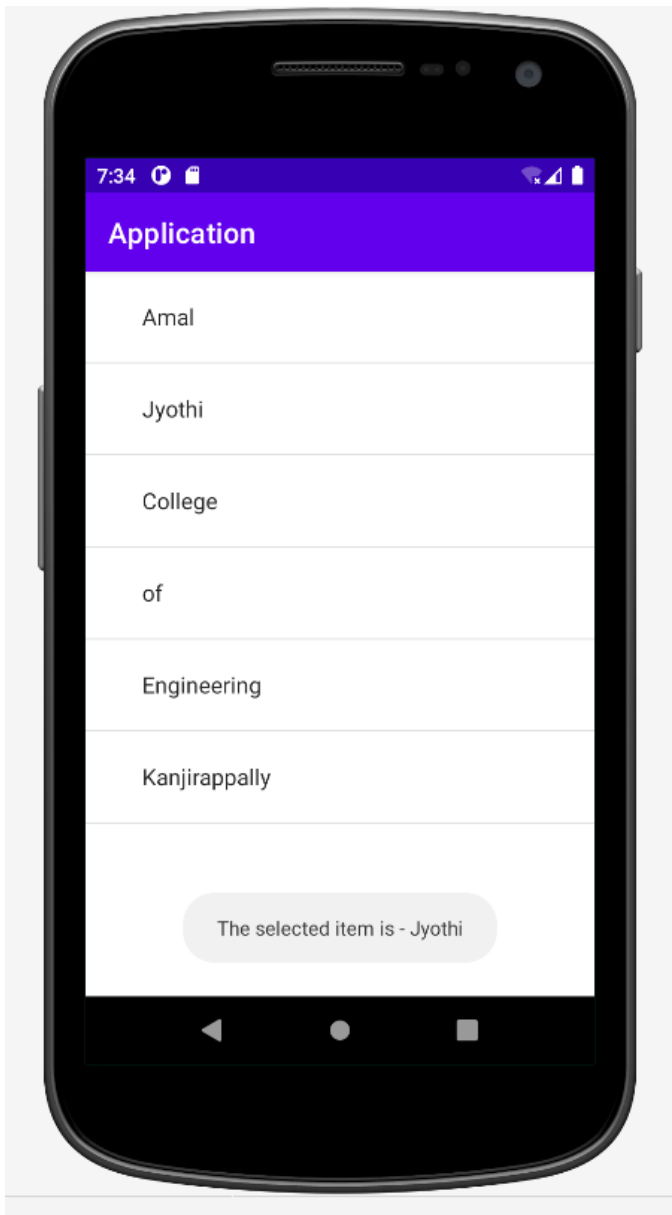 7:34
Application
Amal
Jyothi
College
of
Engineering
Kanjirappally
The selected item is - Jyothi